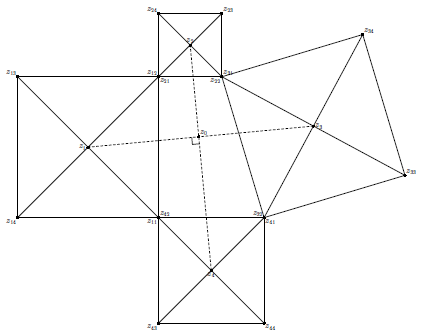 z₂₄ z₂₃
z₃₄
z₂
z₁₃ z₁₂ z₃₁
z₂₁ z₂₂
z₃
z₀
z₁
z₃₃
z₄₂ z₃₂
z₁₄ z₁₁ z₄₁
z₄
z₄₃ z₄₄